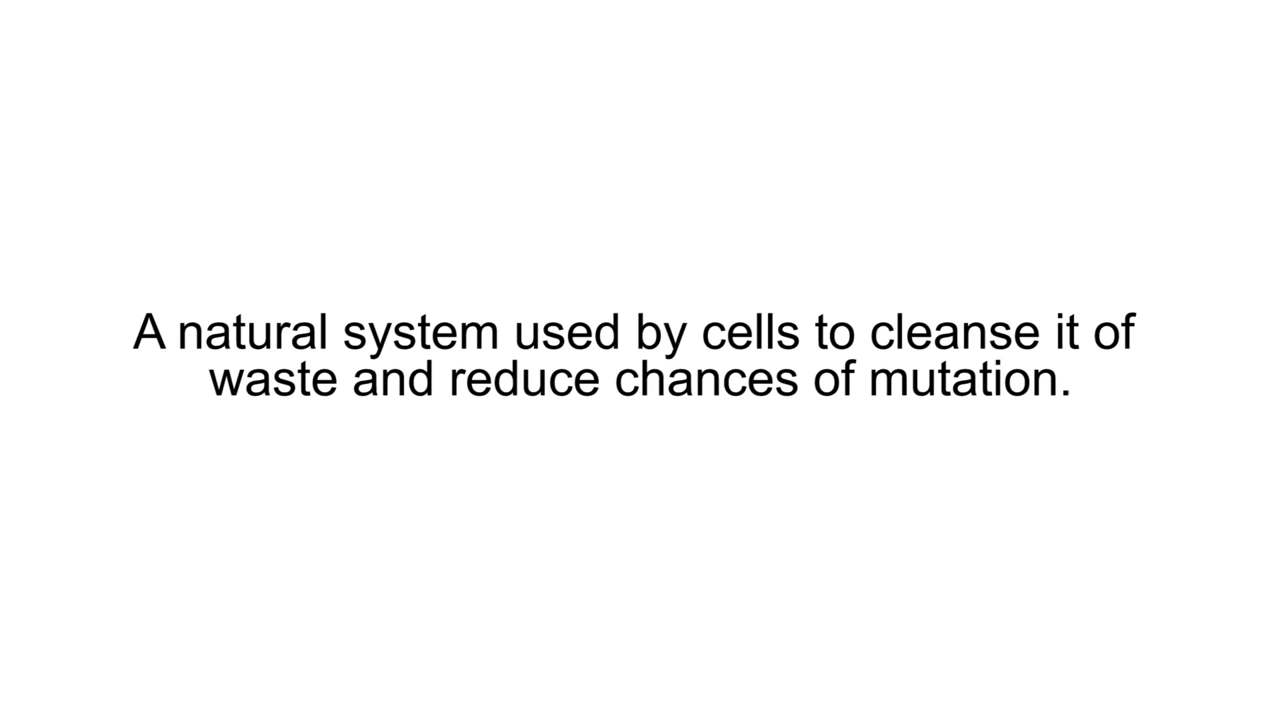 A natural system used by cells to cleanse it of
waste and reduce chances of mutation.